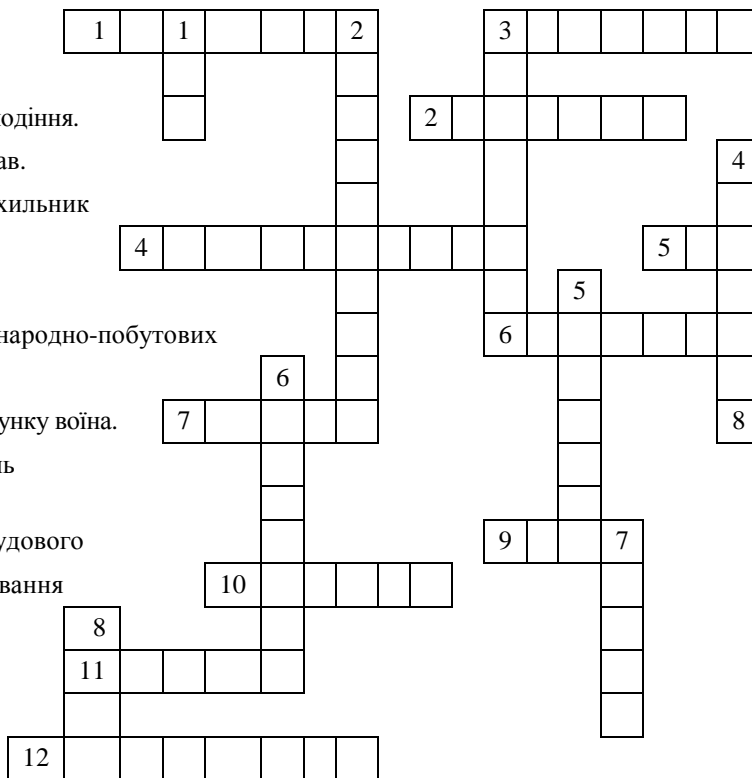 1 1 2 3
одіння. 2
ав. 4
хильник
4 5
5
народно-побутових 6
6
унку воїна. 7 8
ь
удового 9 7
вання 10
8
11
12